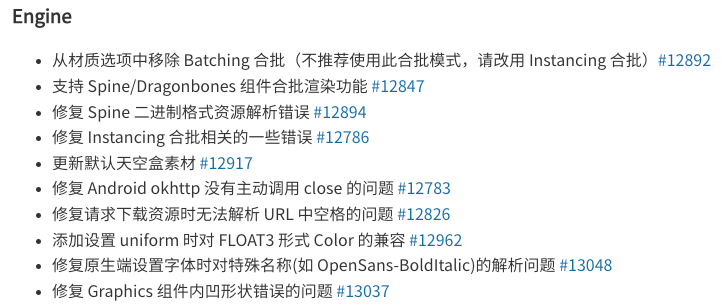 Engine
从材质选项中移除 Batching 合批（不推荐使用此合批模式，请改用 Instancing 合批）#12892
支持 Spine/Dragonbones 组件合批渲染功能 #12847
修复 Spine 二进制格式资源解析错误 #12894
修复 Instancing 合批相关的一些错误 #12786
更新默认天空盒素材 #12917
修复 Android okhttp 没有主动调用 close 的问题 #12783
修复请求下载资源时无法解析 URL 中空格的问题 #12826
添加设置 uniform 时对 FLOAT3 形式 Color 的兼容 #12962
修复原生端设置字体时对特殊名称(如 OpenSans-BoldItalic)的解析问题 #13048
修复 Graphics 组件内凹形状错误的问题 #13037